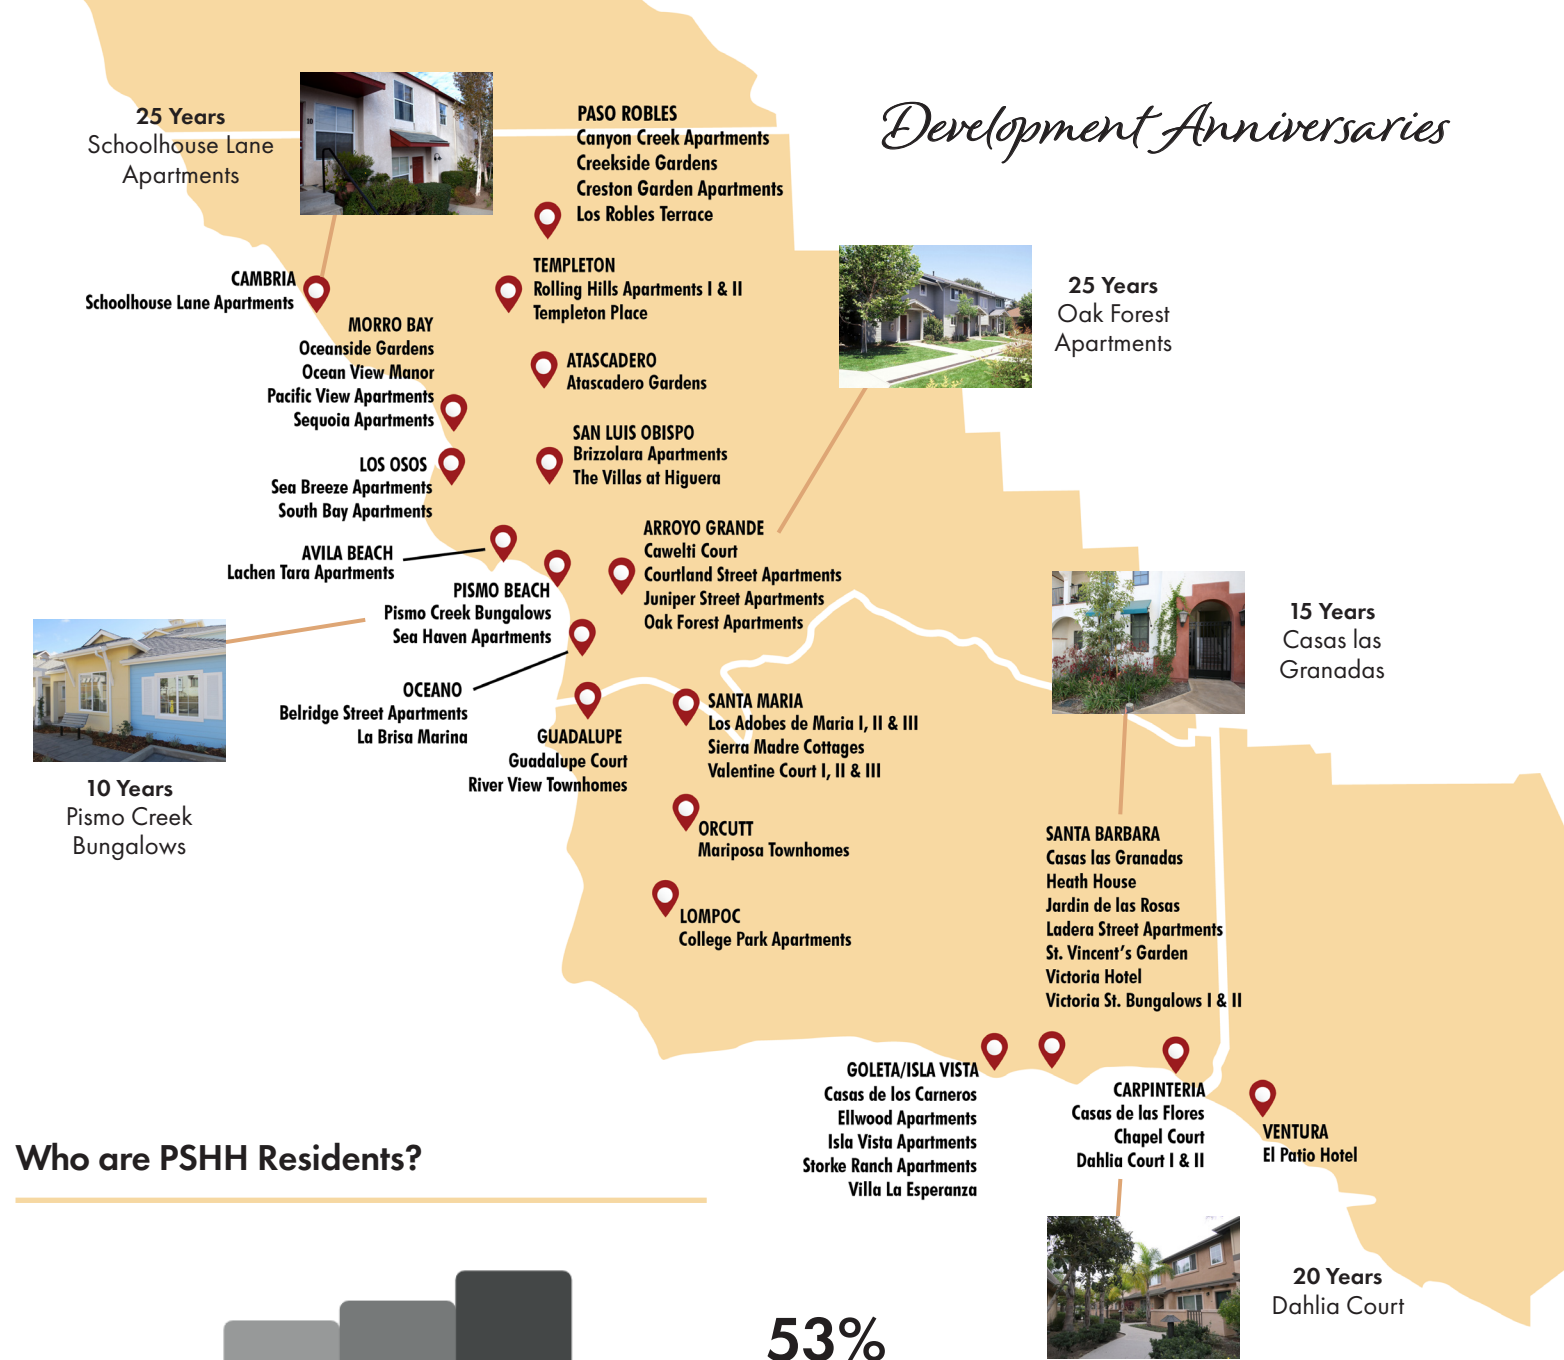 Development Anniversaries
25 Years
Schoolhouse Lane
Apartments
PASO ROBLES
Canyon Creek Apartments
Creekside Gardens
Creston Garden Apartments
Los Robles Terrace
CAMBRIA
Schoolhouse Lane Apartments
TEMPLETON
Rolling Hills Apartments I & II
Templeton Place
25 Years
Oak Forest
Apartments
MORRO BAY
Oceanside Gardens
Ocean View Manor
Pacific View Apartments
Sequoia Apartments
ATASCADERO
Atascadero Gardens
SAN LUIS OBISPO
Brizzolara Apartments
The Villas at Higuera
LOS OSOS
Sea Breeze Apartments
South Bay Apartments
AVILA BEACH
Lachen Tara Apartments
ARROYO GRANDE
Cawelti Court
Courtland Street Apartments
Juniper Street Apartments
Oak Forest Apartments
PISMO BEACH
Pismo Creek Bungalows
Sea Haven Apartments
15 Years
Casas las
Granadas
10 Years
Pismo Creek
Bungalows
OCEANO
Belridge Street Apartments
La Brisa Marina
GUADALUPE
Guadalupe Court
River View Townhomes
SANTA MARIA
Los Adobes de Maria I, II & III
Sierra Madre Cottages
Valentine Court I, II & III
ORCUTT
Mariposa Townhomes
LOMPOC
College Park Apartments
SANTA BARBARA
Casas las Granadas
Heath House
Jardin de las Rosas
Ladera Street Apartments
St. Vincent's Garden
Victoria Hotel
Victoria St. Bungalows I & II
GOLETA/ISLA VISTA
Casas de los Carneros
Ellwood Apartments
Isla Vista Apartments
Storke Ranch Apartments
Villa La Esperanza
CARPINTERIA
Casas de las Flores
Chapel Court
Dahlia Court I & II
VENTURA
El Patio Hotel
20 Years
Dahlia Court
Who are PSHH Residents?
53%